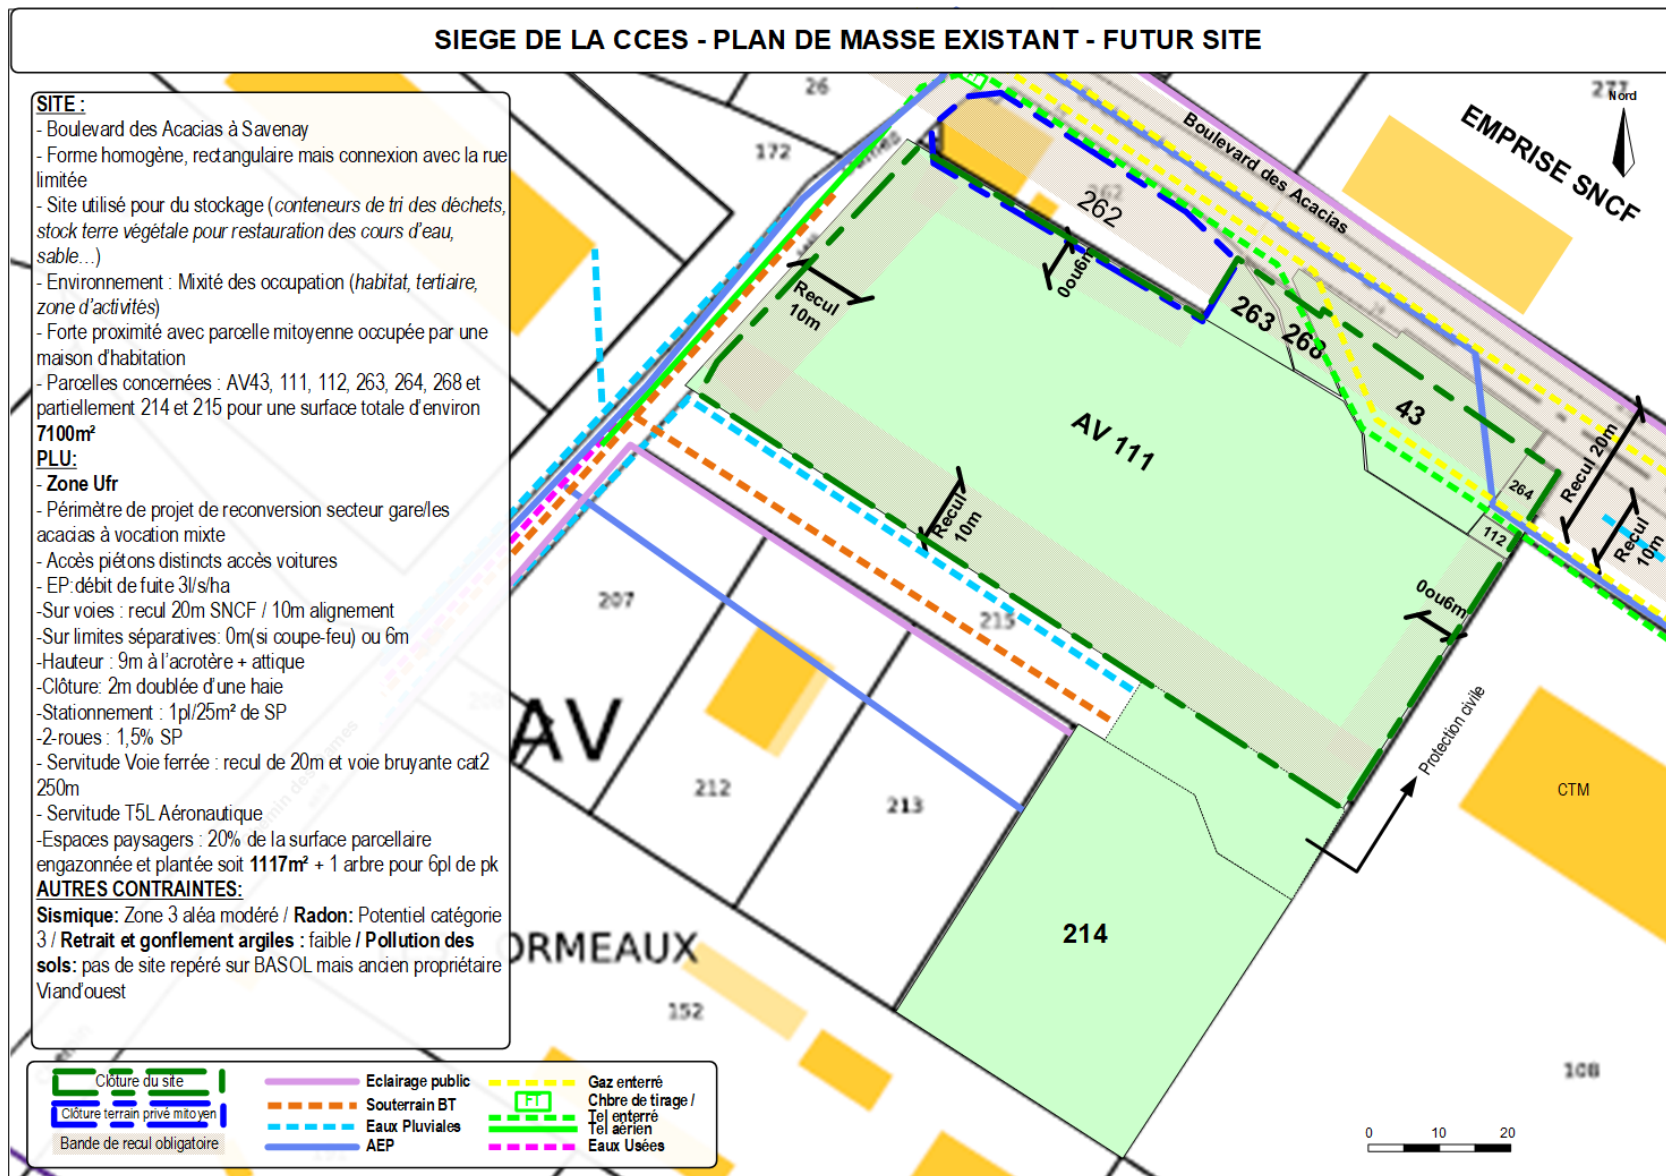 SIEGE DE LA CCES - PLAN DE MASSE EXISTANT - FUTUR SITE
SITE :
- Boulevard des Acacias à Savenay
- Forme homogène, rectangulaire mais connexion avec la rue
limitée
- Site utilisé pour du stockage (conteneurs de tri des déchets,
stock terre végétale pour restauration des cours d'eau,
sable...)
- Environnement : Mixité des occupation (habitat, tertiaire,
zone d'activités)
- Forte proximité avec parcelle mitoyenne occupée par une
maison d'habitation
- Parcelles concernées : AV43, 111, 112, 263, 264, 268 et
partiellement 214 et 215 pour une surface totale d'environ
7100m²
PLU:
- Zone Ufr
- Périmètre de projet de reconversion secteur gare/les
acacias à vocation mixte
- Accès piétons distincts accès voitures
- EP:débit de fuite 3l/s/ha
-Sur voies : recul 20m SNCF / 10m alignement
-Sur limites séparatives: 0m(si coupe-feu) ou 6m
-Hauteur : 9m à l'acrotère + attique
-Clôture: 2m doublée d'une haie
-Stationnement : 1pl/25m² de SP
-2-roues : 1,5% SP
- Servitude Voie ferrée : recul de 20m et voie bruyante cat2
250m
- Servitude T5L Aéronautique
-Espaces paysagers : 20% de la surface parcellaire
engazonnée et plantée soit 1117m² + 1 arbre pour 6pl de pk
AUTRES CONTRAINTES:
Sismique: Zone 3 aléa modéré / Radon: Potentiel catégorie
3 / Retrait et gonflement argiles : faible / Pollution des
sols: pas de site repéré sur BASOL mais ancien propriétaire
Viand'ouest
26
172
277
Nord
EMPRISE SNCF
Boulevard des Acacias
FT
262
262
263
268
43
264
112
AV 111
Recul
10m
0ou6m
Recul
10m
Recul 20m
Recul
10m
0ou6m
207
215
212
213
AV
ORMEAUX
152
214
108
Protection civile
CTM
Clôture du site
Clôture terrain privé mitoyen
Bande de recul obligatoire
Eclairage public
Souterrain BT
Eaux Pluviales
AEP
Gaz enterré
FT
Chbre de tirage /
Tel enterré
Tel aérien
Eaux Usées
0 10 20